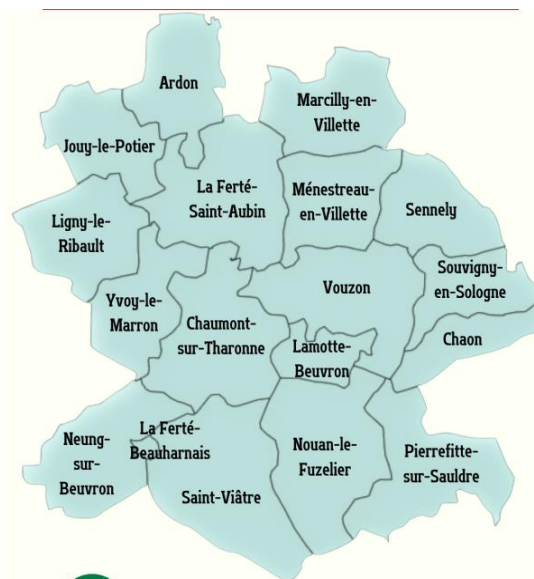 Ardon
Marcilly-en-
Villette
Jouy-le-Potier
La Ferté-
Saint-Aubin
Ménestreau-
en-Villette
Sennely
Ligny-le-
Ribault
Souvigny-
en-Sologne
Vouzon
Yvoy-le-
Marron
Chaumont-
sur-Tharonne
Lamotte-
Beuvron
Chaon
La Ferté-
Beauharnais
Neung-
sur-
Beuvron
Nouan-le-
Fuzelier
Pierrefitte-
sur-Sauldre
Saint-Viâtre